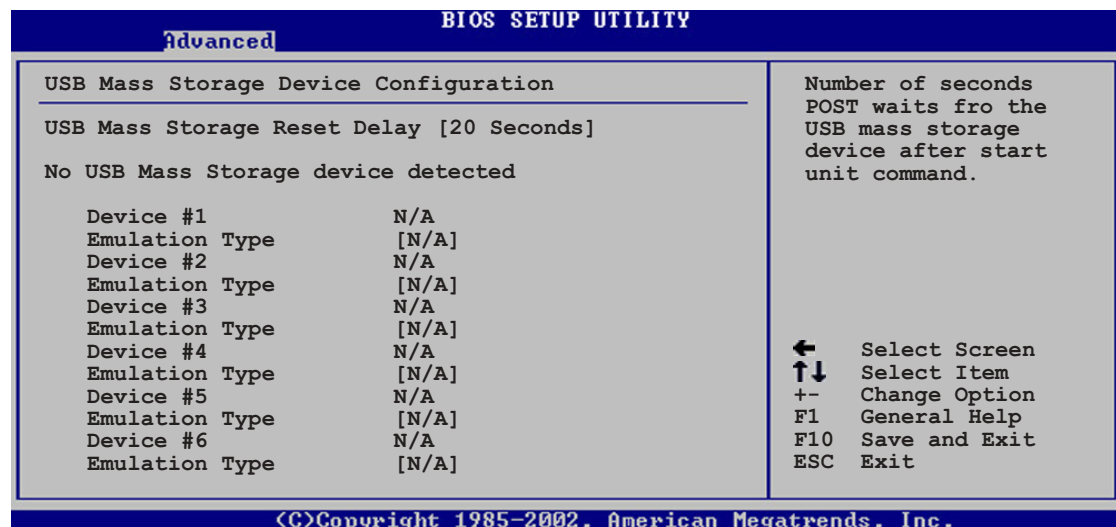 BIOS SETUP UTILITY
Advanced
USB Mass Storage Device Configuration
USB Mass Storage Reset Delay [20 Seconds]
No USB Mass Storage device detected
Device #1 N/A
Emulation Type [N/A]
Device #2 N/A
Emulation Type [N/A]
Device #3 N/A
Emulation Type [N/A]
Device #4 N/A
Emulation Type [N/A]
Device #5 N/A
Emulation Type [N/A]
Device #6 N/A
Emulation Type [N/A]
Number of seconds
POST waits fro the
USB mass storage
device after start
unit command.
← Select Screen
↑↓ Select Item
+- Change Option
F1 General Help
F10 Save and Exit
ESC Exit
(C)Copyright 1985-2002, American Megatrends, Inc.